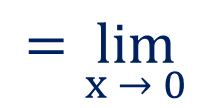 = lim
x → 0